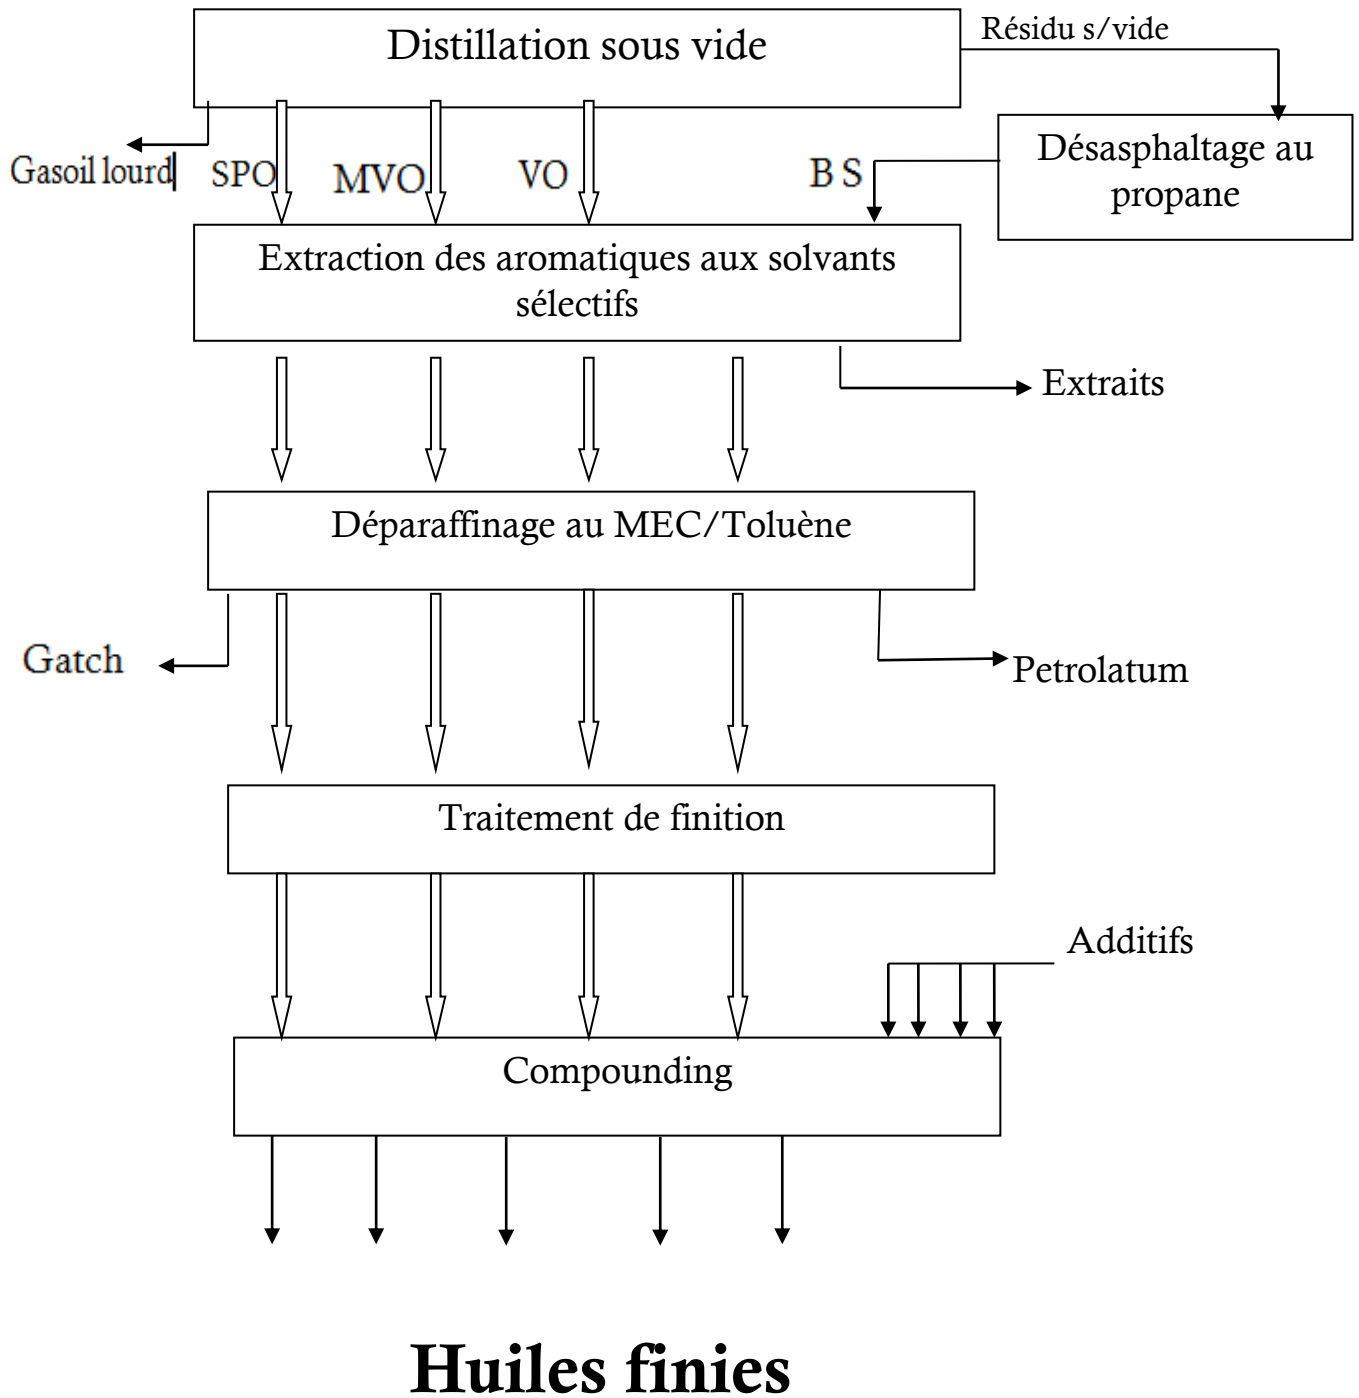 Distillation sous vide
Résidu s/vide
Désasphaltage au
propane
Gasoil lourd
SPO
MVO
VO
B S
Extraction des aromatiques aux solvants
sélectifs
Extraits
Déparaffinage au MEC/Toluène
Gatch
Petrolatum
Traitement de finition
Additifs
Compounding
Huiles finies